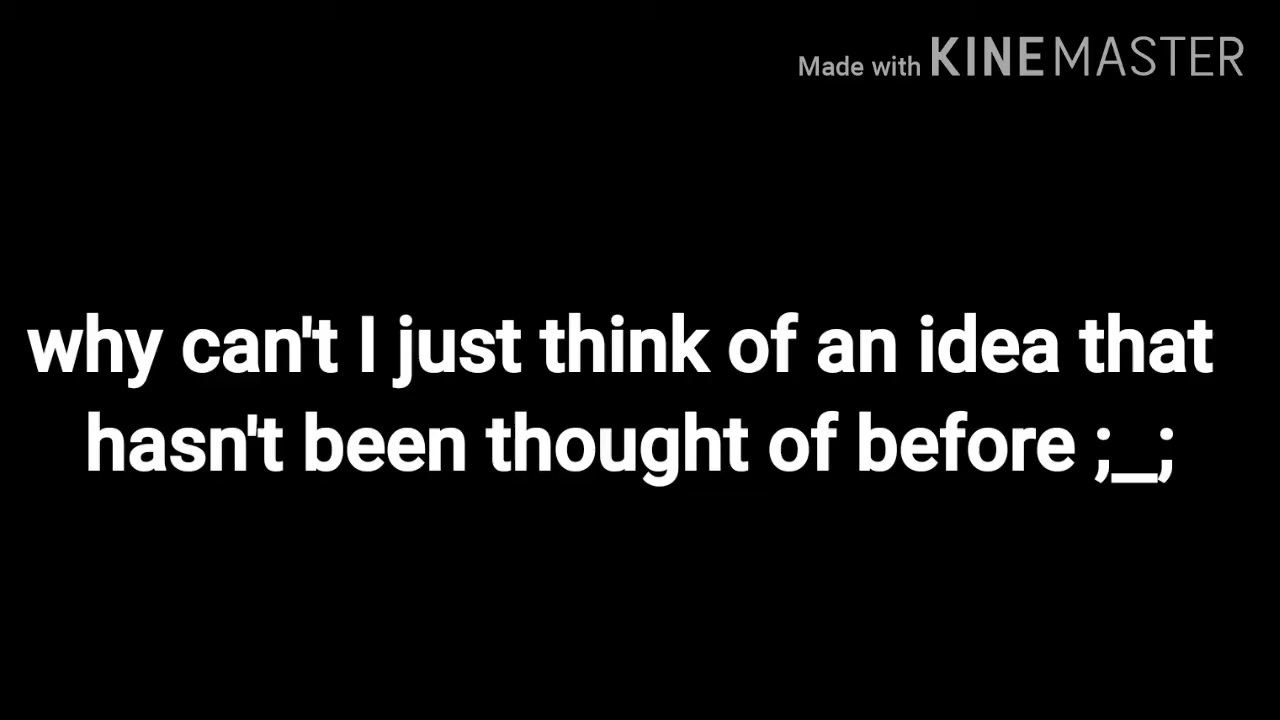 Made with KINEMASTER
why can't I just think of an idea that
hasn't been thought of before ;_;